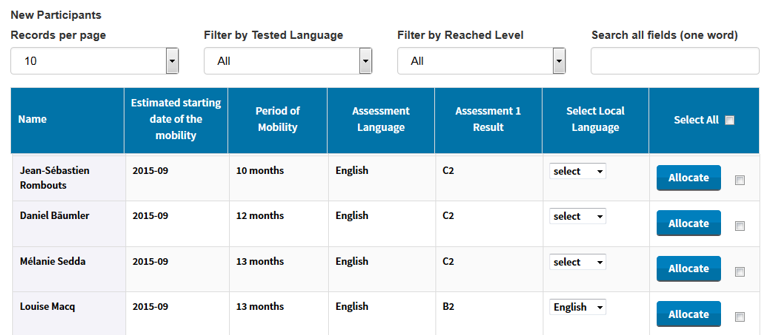 New Participants
Records per page Filter by Tested Language Filter by Reached Level Search all fields (one word)
10 All All
Name Estimated starting date of the mobility Period of Mobility Assessment Language Assessment 1 Result Select Local Language Select All
Jean-Sébastien Rombouts 2015-09 10 months English C2 select Allocate
Daniel Bäumler 2015-09 12 months English C2 select Allocate
Mélanie Sedda 2015-09 13 months English C2 select Allocate
Louise Macq 2015-09 13 months English B2 English Allocate